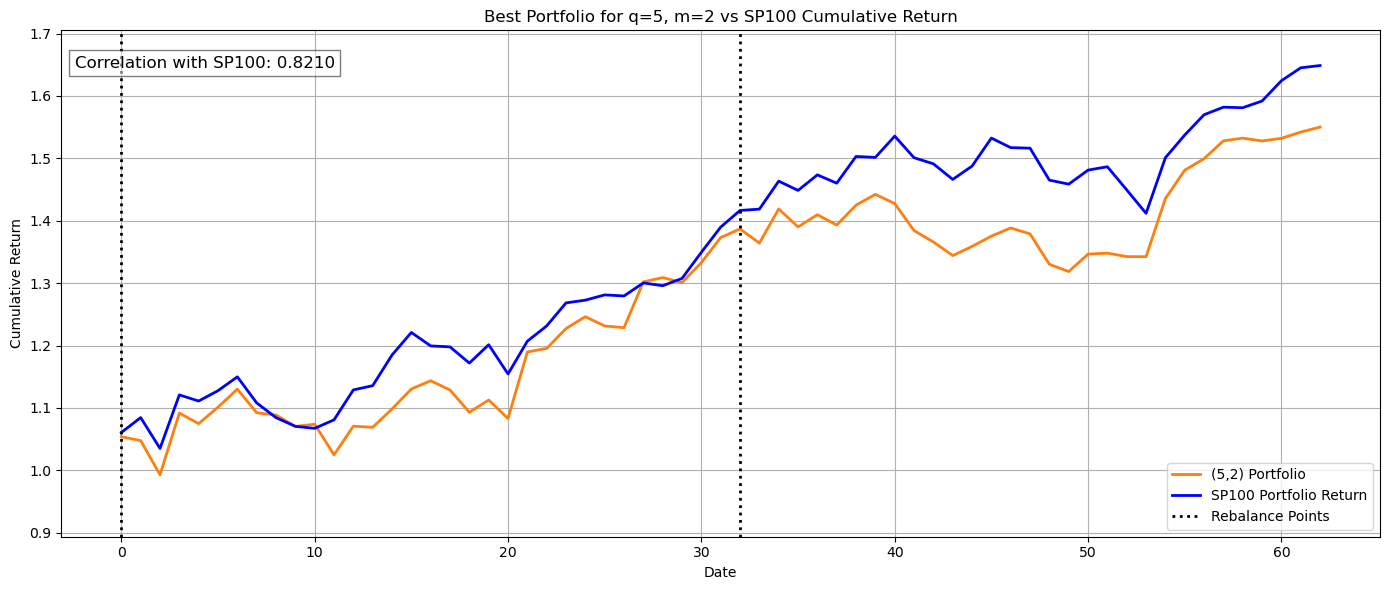 Best Portfolio for q=5, m=2 vs SP100 Cumulative Return
Correlation with SP100: 0.8210
Cumulative Return
1.7
1.6
1.5
1.4
1.3
1.2
1.1
1.0
0.9
(5,2) Portfolio
SP100 Portfolio Return
Rebalance Points
0 10 20 30 40 50 60
Date